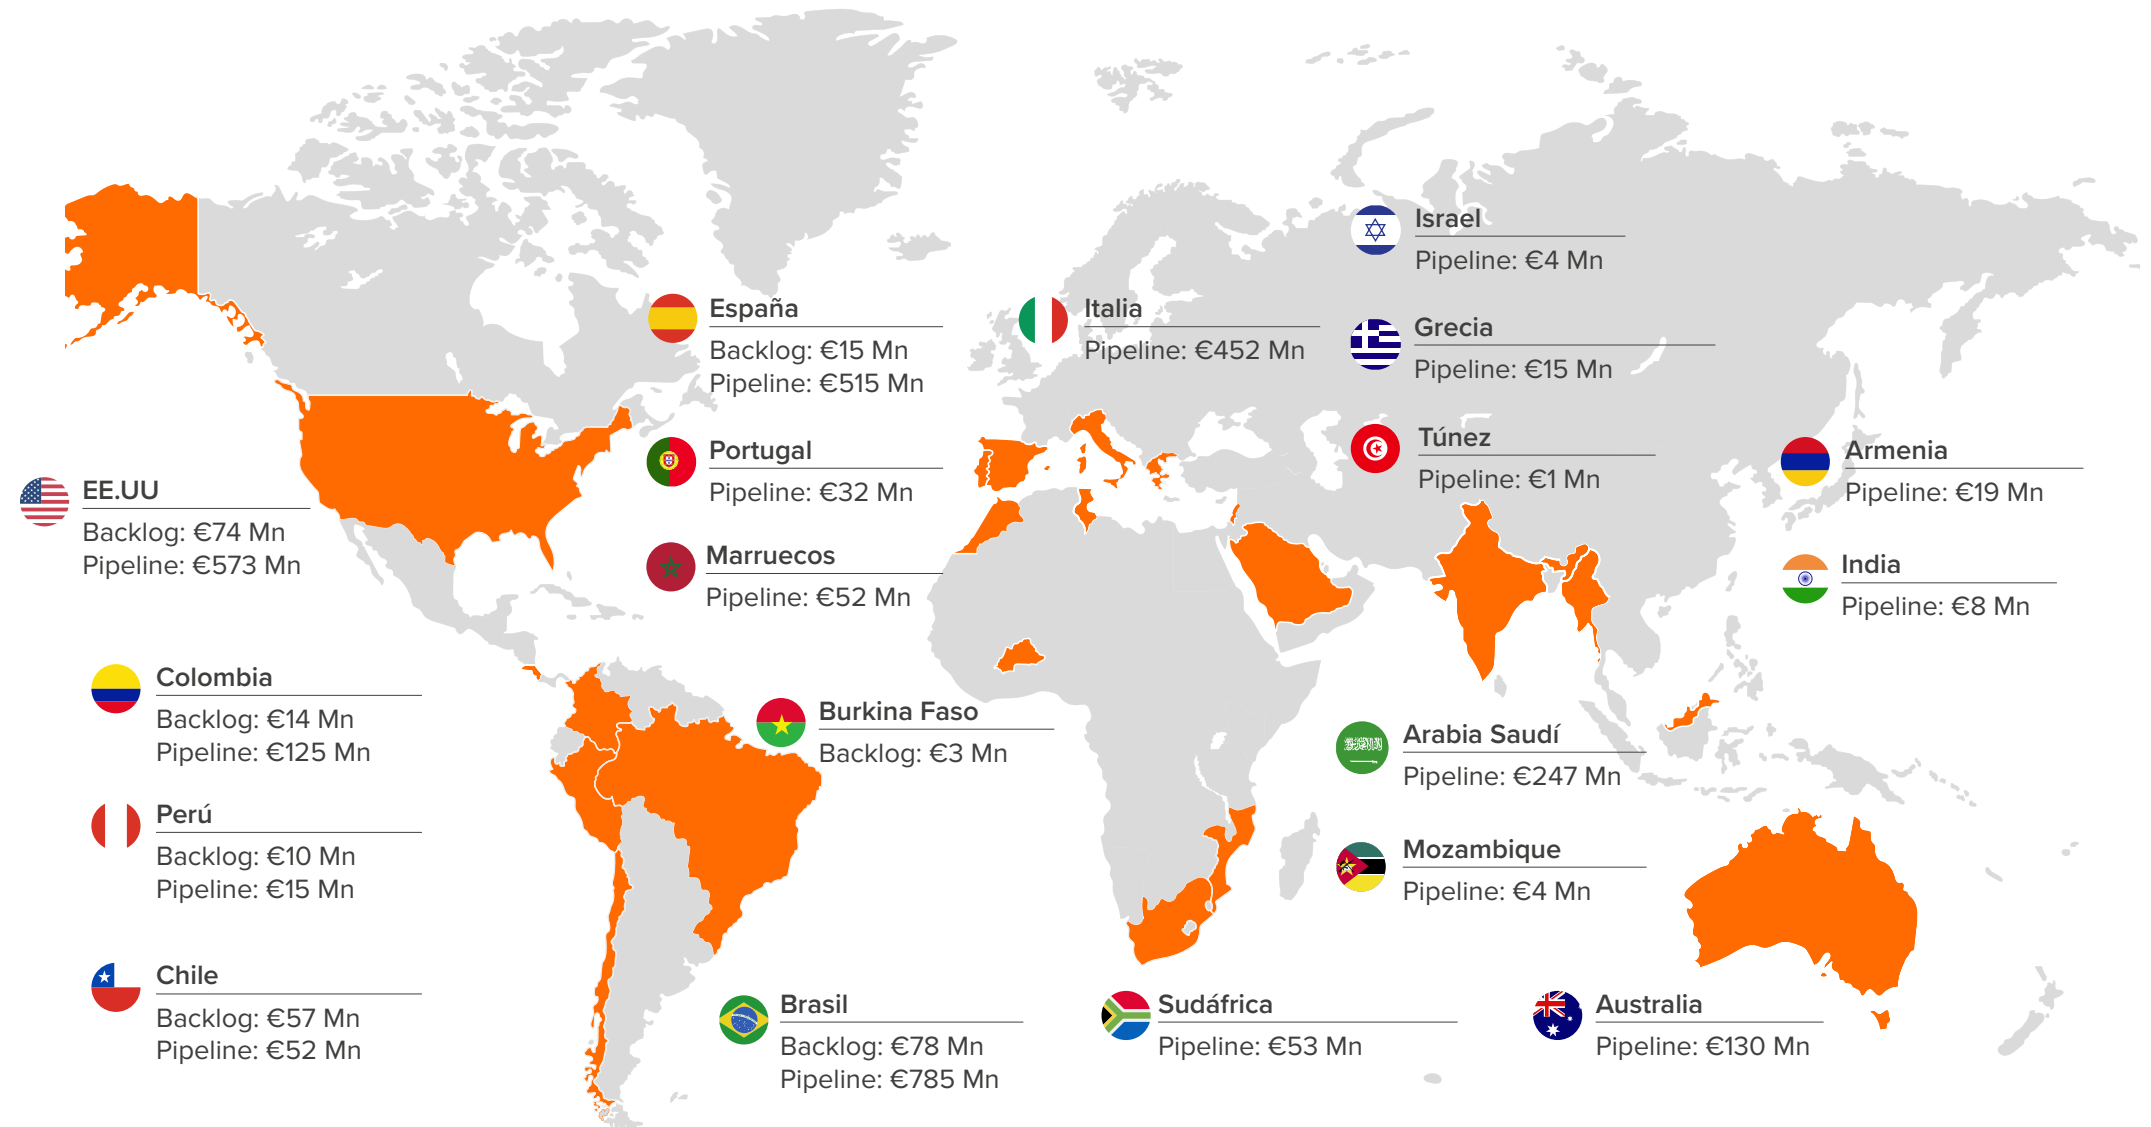 EE.UU
Backlog: €74 Mn
Pipeline: €573 Mn
Colombia
Backlog: €14 Mn
Pipeline: €125 Mn
Perú
Backlog: €10 Mn
Pipeline: €15 Mn
Chile
Backlog: €57 Mn
Pipeline: €52 Mn
España
Backlog: €15 Mn
Pipeline: €515 Mn
Portugal
Pipeline: €32 Mn
Marruecos
Pipeline: €52 Mn
Burkina Faso
Backlog: €3 Mn
Brasil
Backlog: €78 Mn
Pipeline: €785 Mn
Italia
Pipeline: €452 Mn
Israel
Pipeline: €4 Mn
Grecia
Pipeline: €15 Mn
Túnez
Pipeline: €1 Mn
Arabia Saudí
Pipeline: €247 Mn
Mozambique
Pipeline: €4 Mn
Sudáfrica
Pipeline: €53 Mn
Armenia
Pipeline: €19 Mn
India
Pipeline: €8 Mn
Australia
Pipeline: €130 Mn